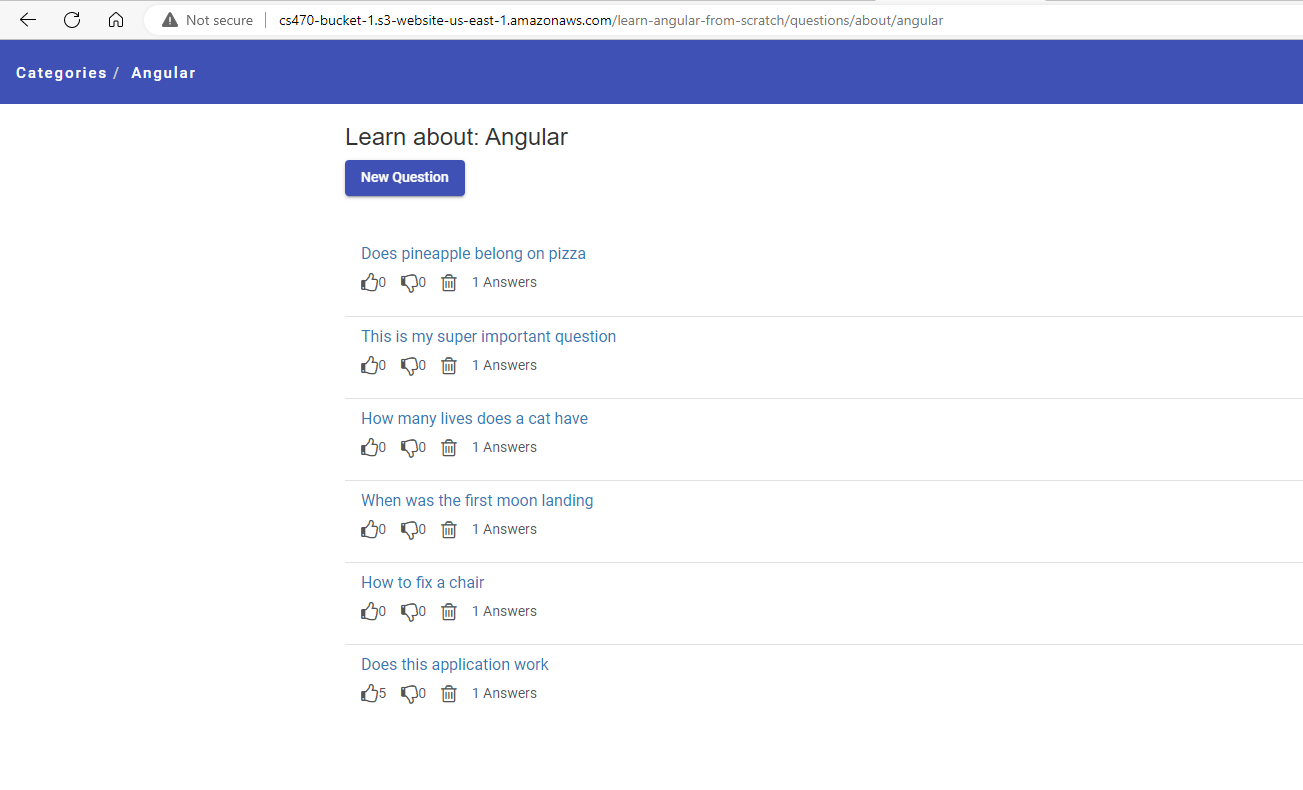 Not secure | cs470-bucket-1.s3-website-us-east-1.amazonaws.com/learn-angular-from-scratch/questions/about/angular
Categories / Angular
Learn about: Angular
New Question
Does pineapple belong on pizza
0 0 1 Answers
This is my super important question
0 0 1 Answers
How many lives does a cat have
0 0 1 Answers
When was the first moon landing
0 0 1 Answers
How to fix a chair
0 0 1 Answers
Does this application work
5 0 1 Answers